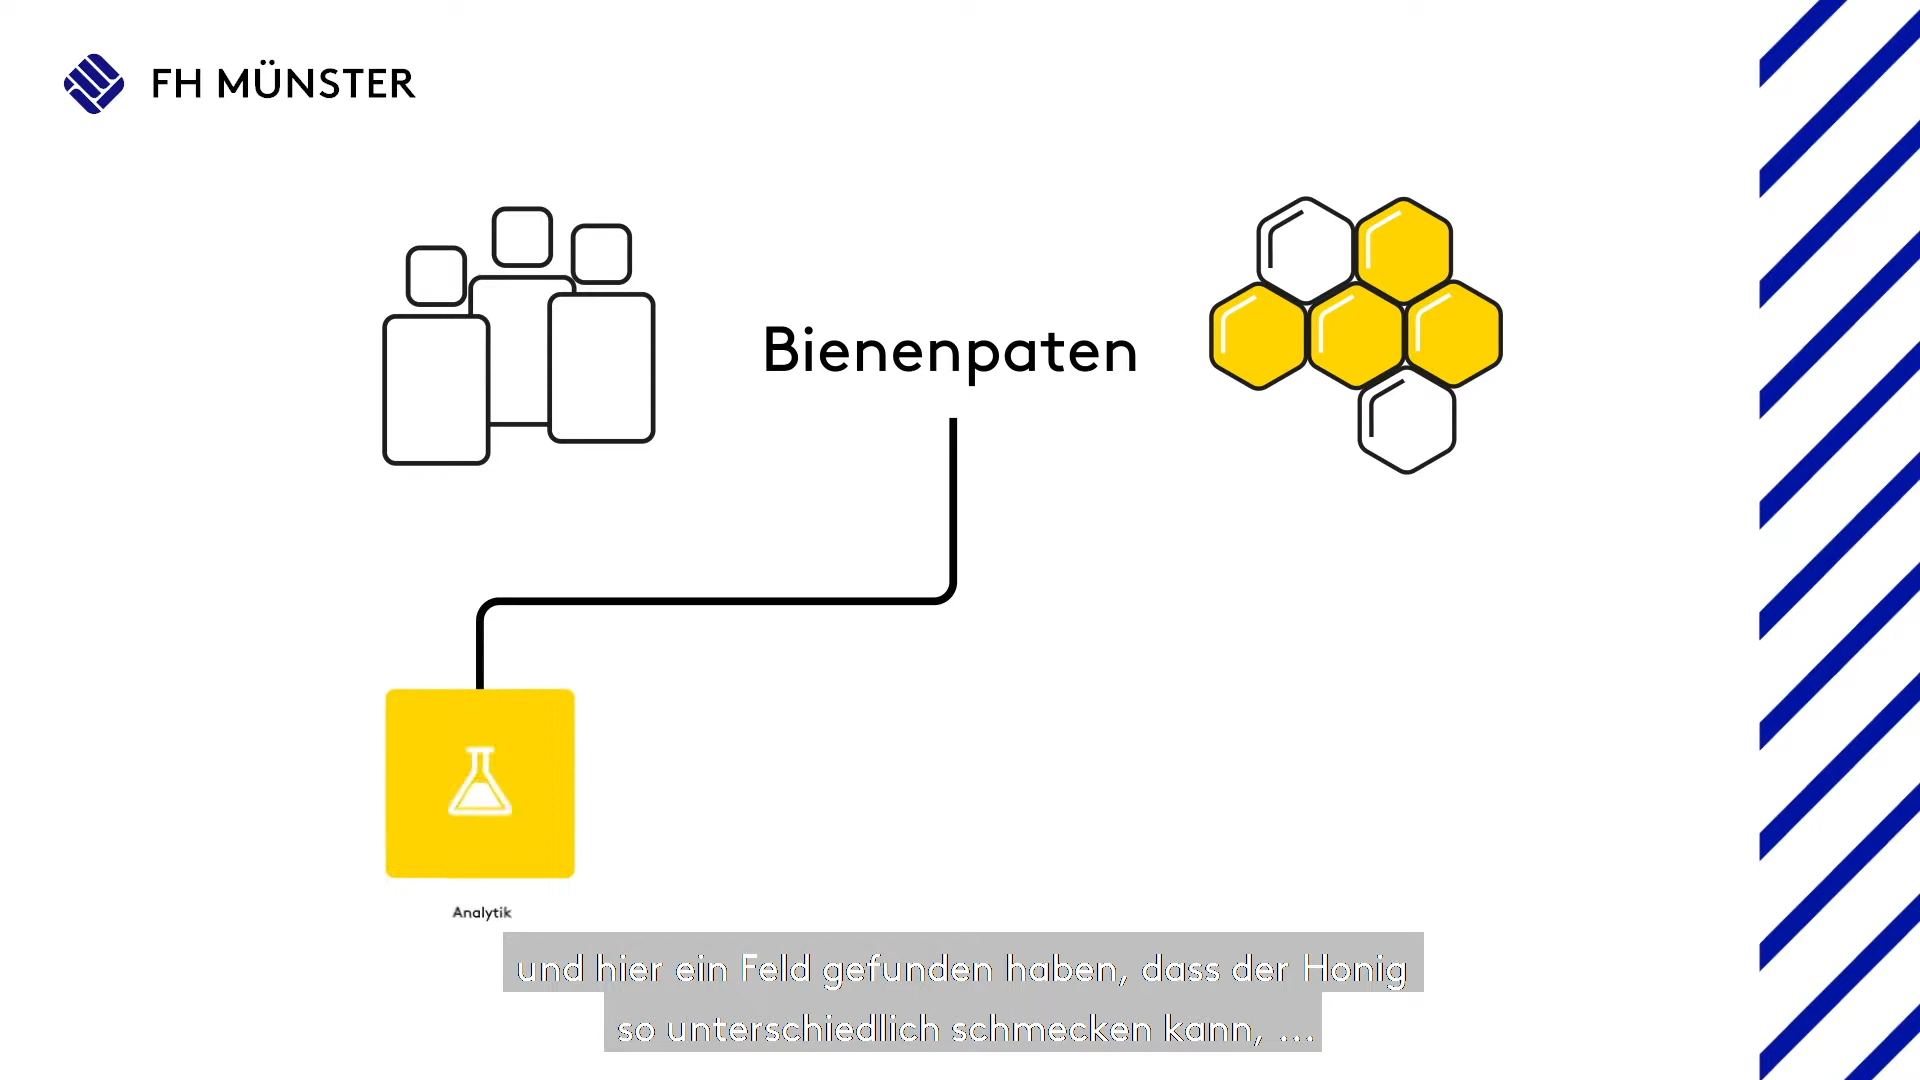 FH MÜNSTER
Bienenpaten
Analytik
und hier ein Feld gefunden haben, dass der Honig
so unterschiedlich schmecken kann, ...